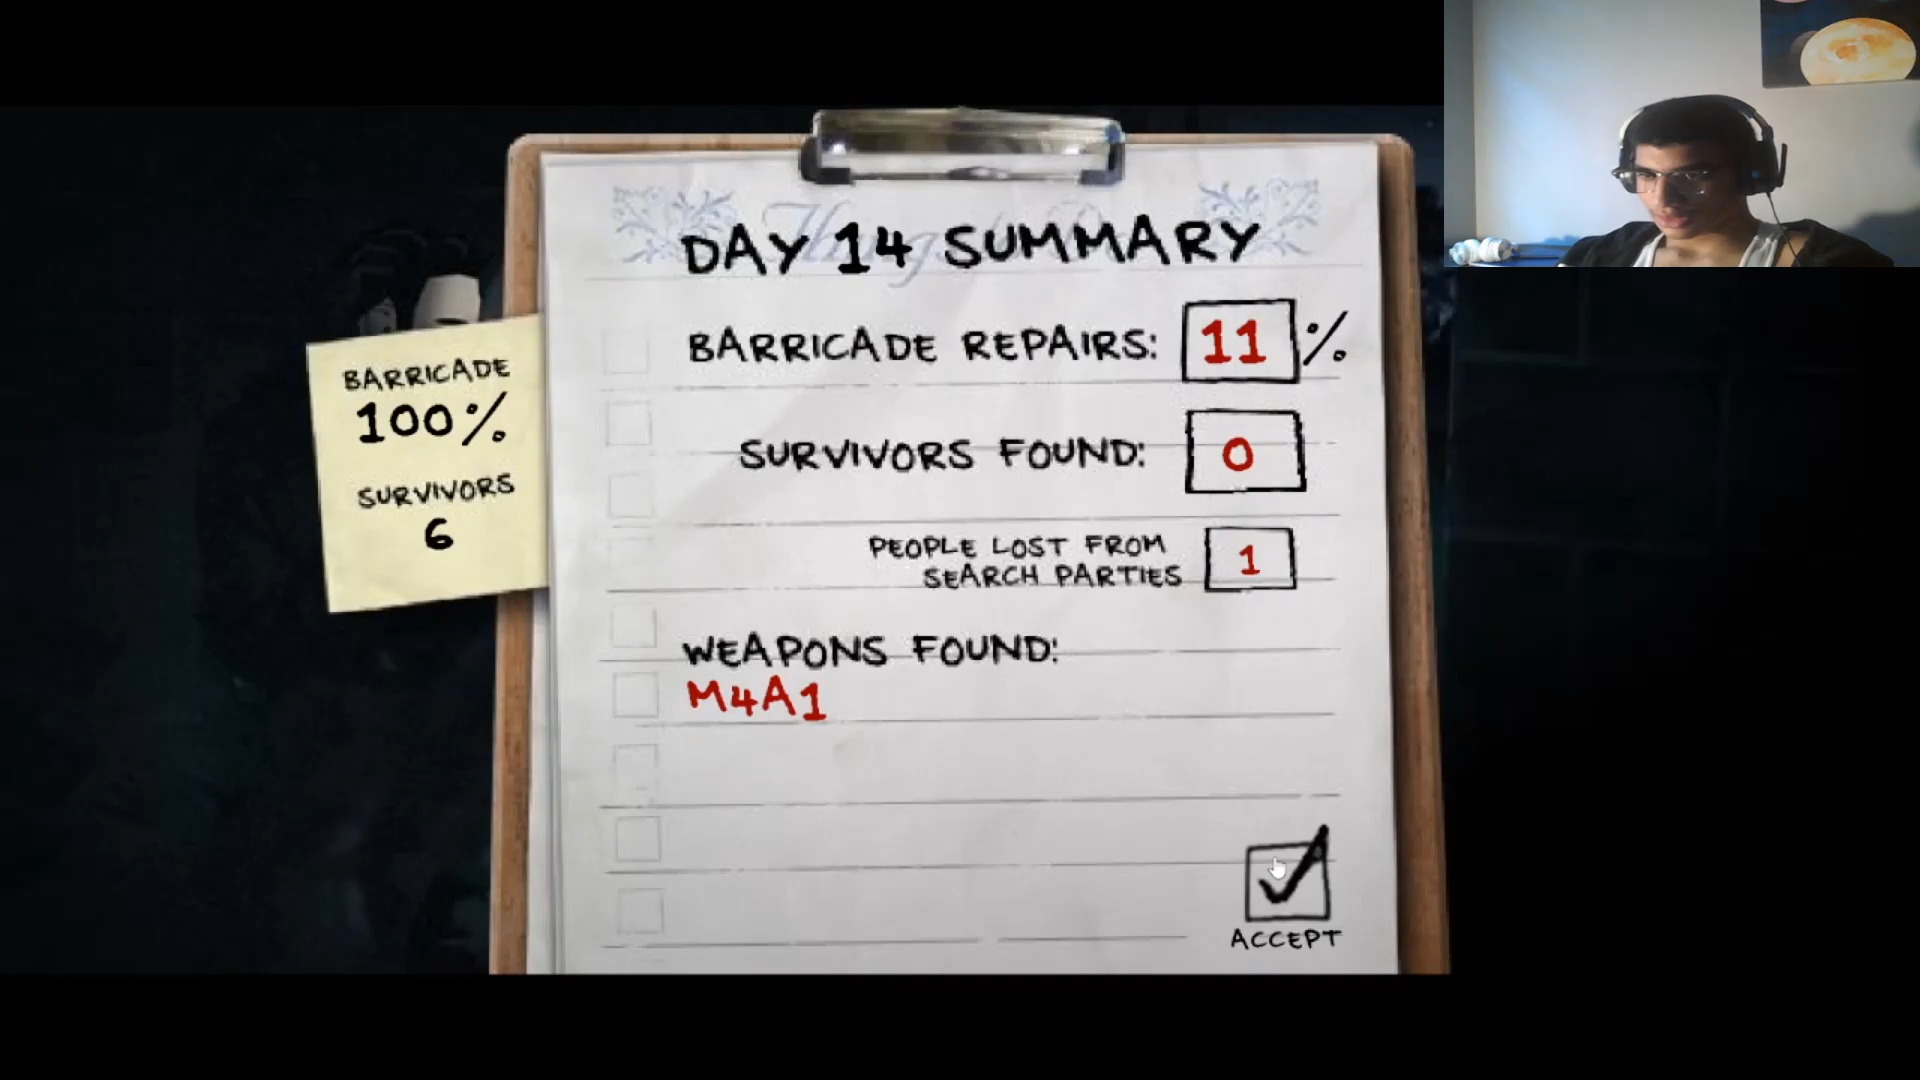 DAY 14 SUMMARY
BARRICADE REPAIRS: 11 %
BARRICADE
100%
SURVIVORS
6
SURVIVORS FOUND: 0
PEOPLE LOST FROM
SEARCH PARTIES 1
WEAPONS FOUND:
M4A1
ACCEPT